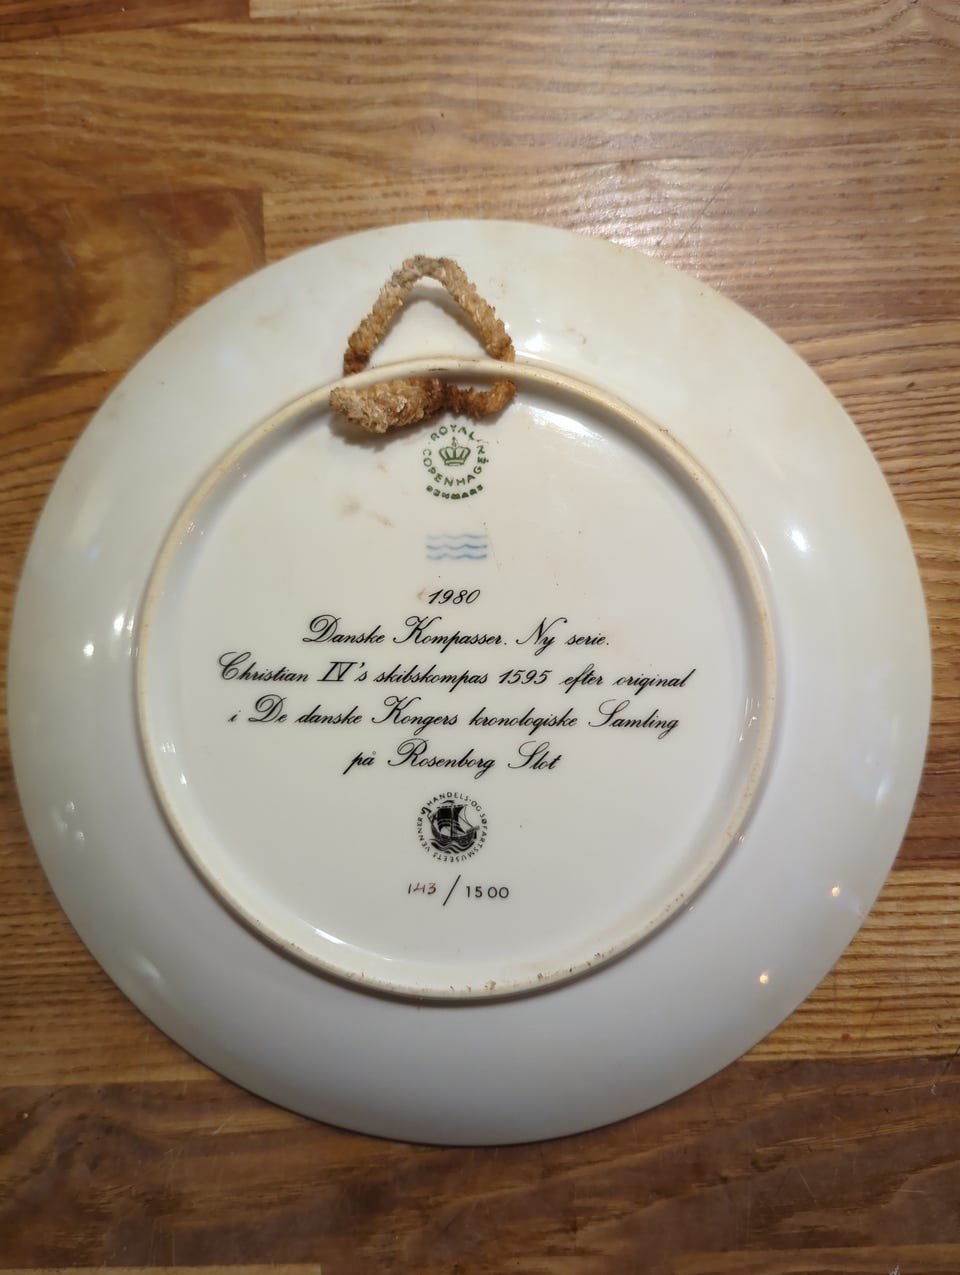 ROYAL COPENHAGEN
DENMARK
1980
Danske Kompasser. Ny serie.
Christian IV's skibskompas 1595 efter original
i De danske Kongers kronologiske Samling
på Rosenborg Slot
HANDELS-OG SØFARTSMUSEETS VENNER
143/1500